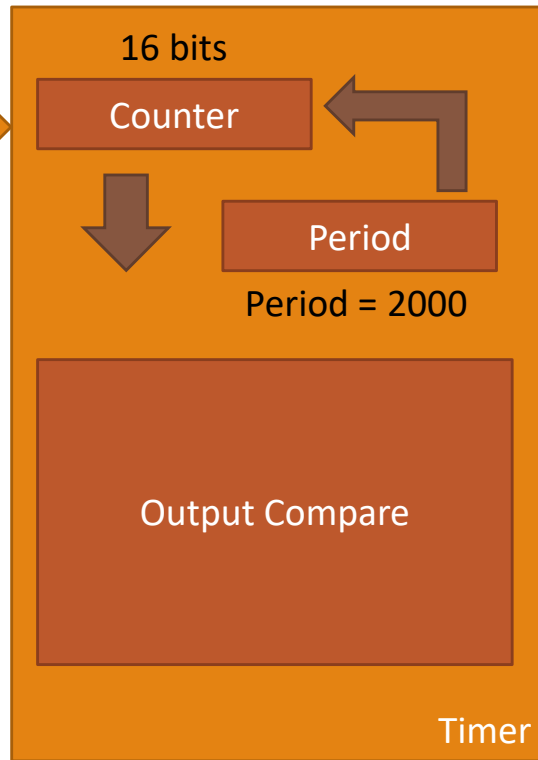 16 bits
Counter
Period
Period = 2000
Output Compare
Timer